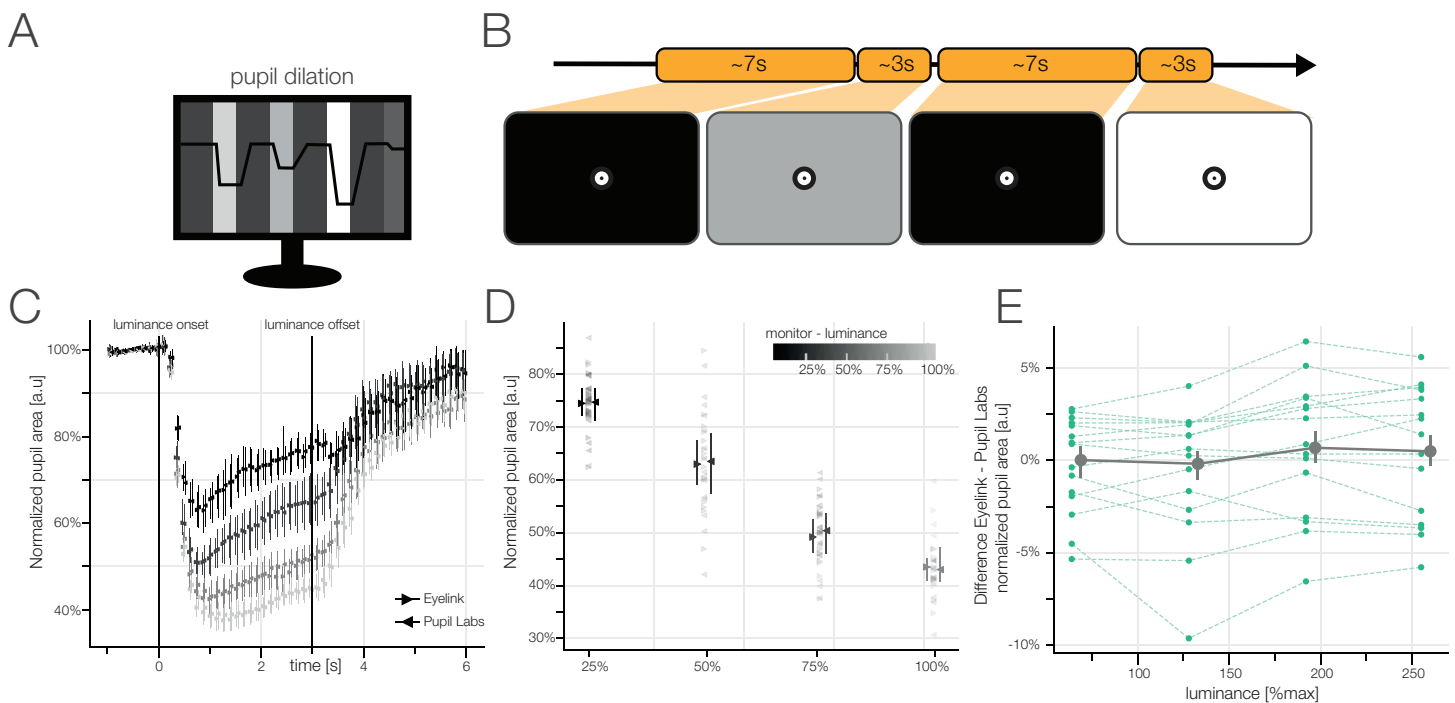 A
pupil dilation
B
~7s
~3s
~7s
~3s
C
luminance onset
luminance offset
Normalized pupil area [a.u]
100%
80%
60%
40%
Eyelink
Pupil Labs
0
2
4
6
time [s]
D
monitor - luminance
25%
50%
75%
100%
Normalized pupil area [a.u]
80%
70%
60%
50%
40%
30%
25%
50%
75%
100%
E
Difference Eyelink - Pupil Labs
normalized pupil area [a.u]
5%
0%
-5%
-10%
100
150
200
250
luminance [%max]